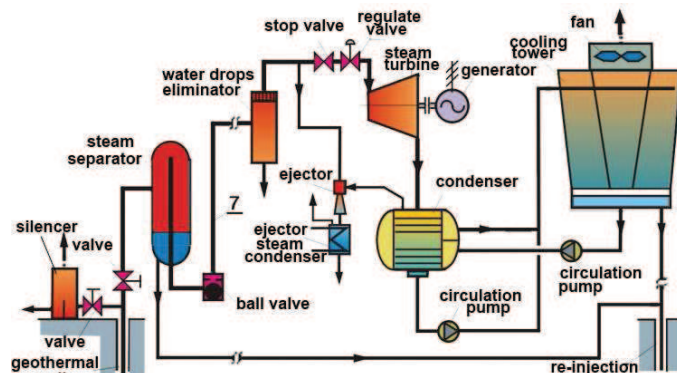 stop valve
regulate
valve
fan
cooling
tower
steam
turbine
generator
water drops
eliminator
steam
separator
ejector
condenser
7
silencer
valve
ejector
steam
condenser
ball valve
circulation
pump
circulation
pump
valve
geothermal
re-injection